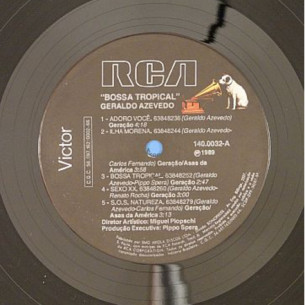 RCA
"BOSSA TROPICAL"
GERALDO AZEVEDO
1 - ADORO VOCÊ, 63848236 (Geraldo Azevedo)
Geração 4:18
2 - ILHA MORENA, 63848244 (Geraldo Azevedo-
140.0032-A
℗ 1989
Victor
Carlos Fernando) Geração/Asas de
América 3:58
3 - BOSSA TROPICAL, 63848252 (Geraldo
Azevedo-Pippo Spera) Geração 2:47
4 - SEXO XX, 63848260 (Geraldo Azevedo-
Renato Rocha) Geração 3:00
5 - S.O.S. NATUREZA, 63848279 (Geraldo
Azevedo-Carlos Fernando) Geração/
Asas de América 3:13
Diretor Artístico: Miguel Plopschi
Produção Executiva: Pippo Spera